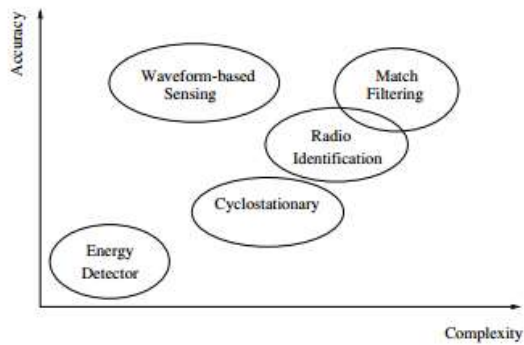 Accuracy
Waveform-based
Sensing
Match
Filtering
Radio
Identification
Cyclostationary
Energy
Detector
Complexity